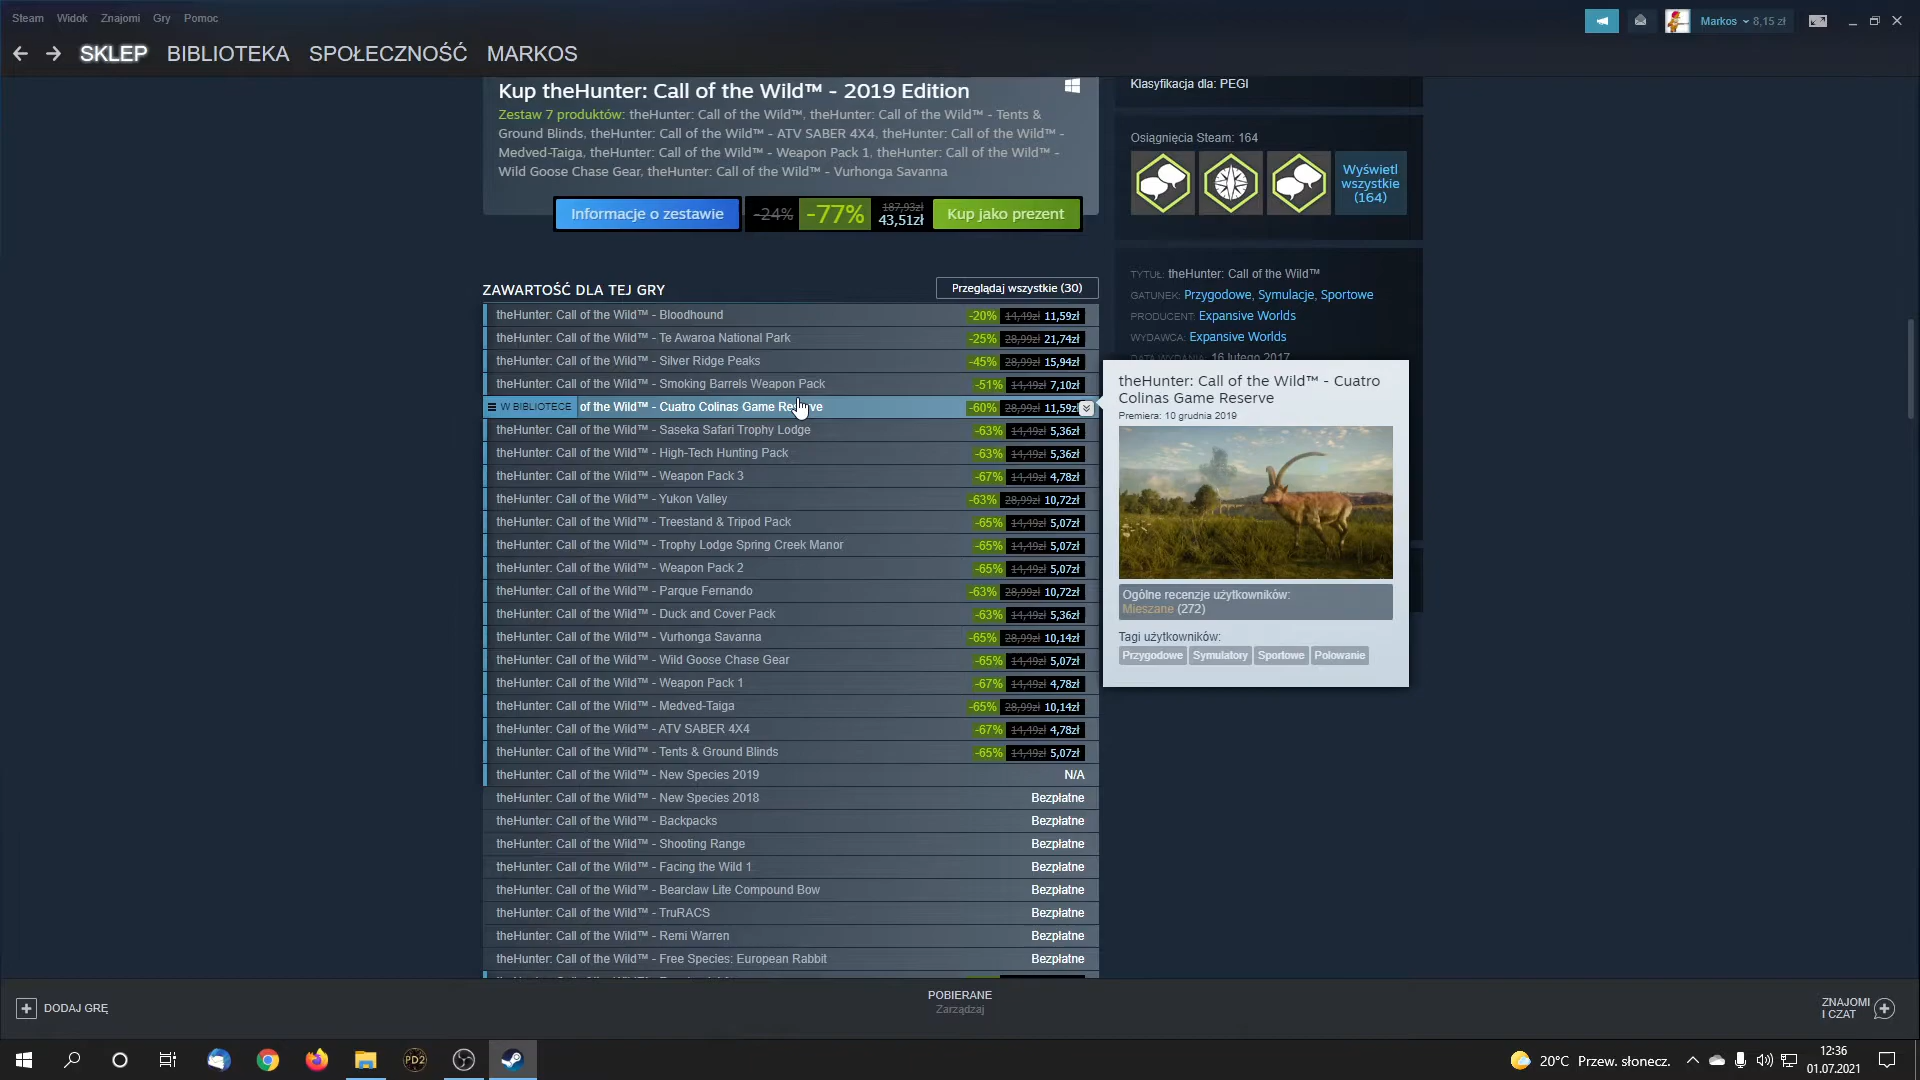 Steam Widok Znajomi Gry Pomoc
Markos 8,15 zł
SKLEP BIBLIOTEKA SPOŁECZNOŚĆ MARKOS
Kup theHunter: Call of the Wild™ - 2019 Edition
Zestaw 7 produktów: theHunter: Call of the Wild™, theHunter: Call of the Wild™ - Tents &
Ground Blinds, theHunter: Call of the Wild™ - ATV SABER 4X4, theHunter: Call of the Wild™ -
Medved-Taiga, theHunter: Call of the Wild™ - Weapon Pack 1, theHunter: Call of the Wild™ -
Wild Goose Chase Gear, theHunter: Call of the Wild™ - Vurhonga Savanna
Informacje o zestawie -24% -77% 187,93zł 43,51zł Kup jako prezent
ZAWARTOŚĆ DLA TEJ GRY Przeglądaj wszystkie (30)
theHunter: Call of the Wild™ - Bloodhound -20% 14,49zł 11,59zł
theHunter: Call of the Wild™ - Te Awaroa National Park -25% 28,99zł 21,74zł
theHunter: Call of the Wild™ - Silver Ridge Peaks -45% 28,99zł 15,94zł
theHunter: Call of the Wild™ - Smoking Barrels Weapon Pack -51% 14,49zł 7,10zł
W BIBLIOTECE of the Wild™ - Cuatro Colinas Game Reserve -60% 28,99zł 11,59zł
theHunter: Call of the Wild™ - Saseka Safari Trophy Lodge -63% 14,49zł 5,36zł
theHunter: Call of the Wild™ - High-Tech Hunting Pack -63% 14,49zł 5,36zł
theHunter: Call of the Wild™ - Weapon Pack 3 -67% 14,49zł 4,78zł
theHunter: Call of the Wild™ - Yukon Valley -63% 28,99zł 10,72zł
theHunter: Call of the Wild™ - Treestand & Tripod Pack -65% 14,49zł 5,07zł
theHunter: Call of the Wild™ - Trophy Lodge Spring Creek Manor -65% 14,49zł 5,07zł
theHunter: Call of the Wild™ - Weapon Pack 2 -65% 14,49zł 5,07zł
theHunter: Call of the Wild™ - Parque Fernando -63% 28,99zł 10,72zł
theHunter: Call of the Wild™ - Duck and Cover Pack -63% 14,49zł 5,36zł
theHunter: Call of the Wild™ - Vurhonga Savanna -65% 28,99zł 10,14zł
theHunter: Call of the Wild™ - Wild Goose Chase Gear -65% 14,49zł 5,07zł
theHunter: Call of the Wild™ - Weapon Pack 1 -67% 14,49zł 4,78zł
theHunter: Call of the Wild™ - Medved-Taiga -65% 28,99zł 10,14zł
theHunter: Call of the Wild™ - ATV SABER 4X4 -67% 14,49zł 4,78zł
theHunter: Call of the Wild™ - Tents & Ground Blinds -65% 14,49zł 5,07zł
theHunter: Call of the Wild™ - New Species 2019 N/A
theHunter: Call of the Wild™ - New Species 2018 Bezpłatne
theHunter: Call of the Wild™ - Backpacks Bezpłatne
theHunter: Call of the Wild™ - Shooting Range Bezpłatne
theHunter: Call of the Wild™ - Facing the Wild 1 Bezpłatne
theHunter: Call of the Wild™ - Bearclaw Lite Compound Bow Bezpłatne
theHunter: Call of the Wild™ - TruRACS Bezpłatne
theHunter: Call of the Wild™ - Remi Warren Bezpłatne
theHunter: Call of the Wild™ - Free Species: European Rabbit Bezpłatne
Klasyfikacja dla: PEGI
Osiągnięcia Steam: 164
Wyświetl
wszystkie
(164)
TYTUŁ: theHunter: Call of the Wild™
GATUNEK: Przygodowe, Symulacje, Sportowe
PRODUCENT: Expansive Worlds
WYDAWCA: Expansive Worlds
DATA WYDANIA: 16 lutego 2017
theHunter: Call of the Wild™ - Cuatro
Colinas Game Reserve
Premiera: 10 grudnia 2019
Ogólne recenzje użytkowników:
Mieszane (272)
Tagi użytkowników:
Przygodowe Symulatory Sportowe Polowanie
DODAJ GRĘ
POBIERANE
Zarządzaj
ZNAJOMI
I CZAT
PD2
20°C Przew. słonecz.
12:36
01.07.2021